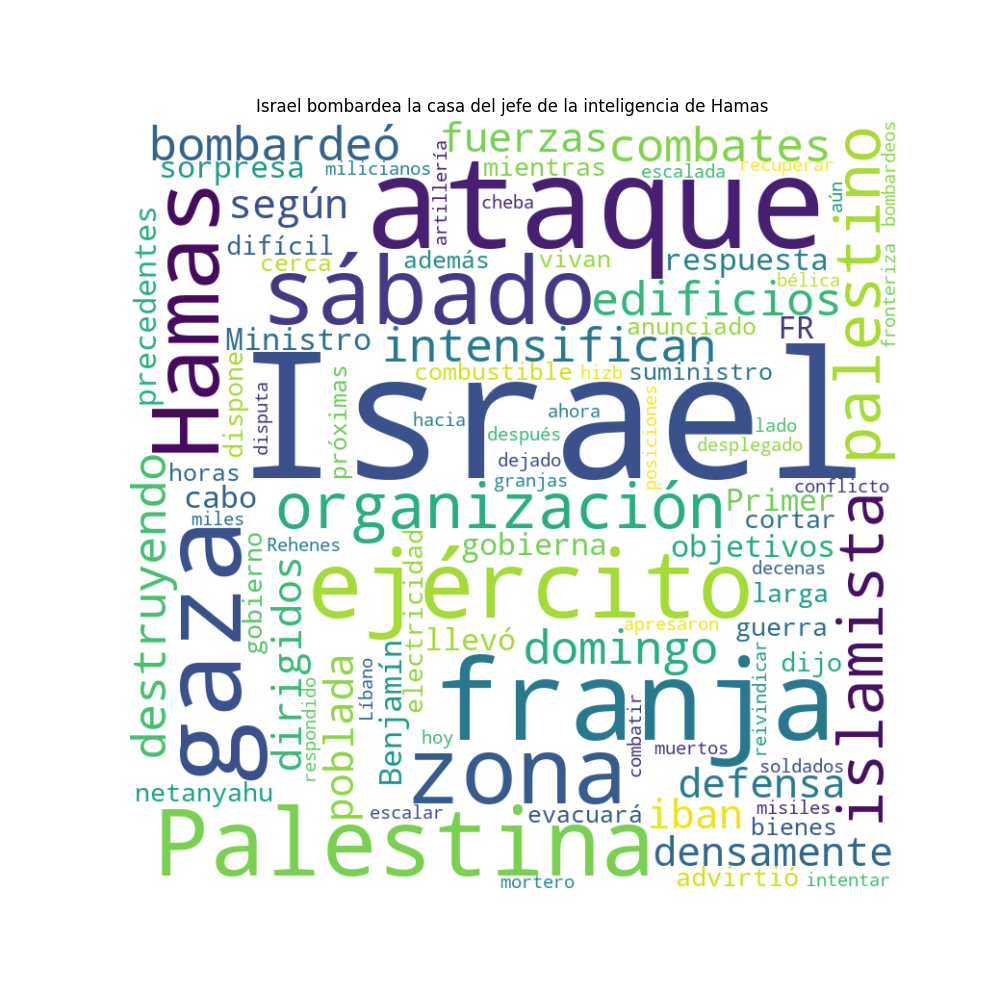 Israel bombardea la casa del jefe de la inteligencia de Hamas
bombardeó
fuerzas
combates
sorpresa
milicianos
artillería
mientras
escalada
recuperar
palestino
bombardeos
ataque
cheba
aún
Hamas
según
difícil
cerca
además
vivan
respuesta
bélica
fronteriza
precedentes
sábado
edificios
anunciado
FR
Ministro
intensifican
dispone
disputa
próximas
combustible
hizb
suministro
Israel
hacia
ahora
después
posiciones
lado
desplegado
dejado
granjas
horas
conflicto
destruyendo
cabo
miles
organización
Primer
cortar
islamista
gaza
gobierno
Rehenes
electricidad
gobierna
objetivos
decenas
dirigidos
ejército
larga
apresaron
guerra
llevó
domingo
dijo
respondido
poblada
Líbano
Benjamín
franja
reivindicar
hoy
combatir
muertos
soldados
zona
defensa
netanyahu
escalar
evacuará
iban
misiles
bienes
Palestina
densamente
mortero
advirtió
intentar